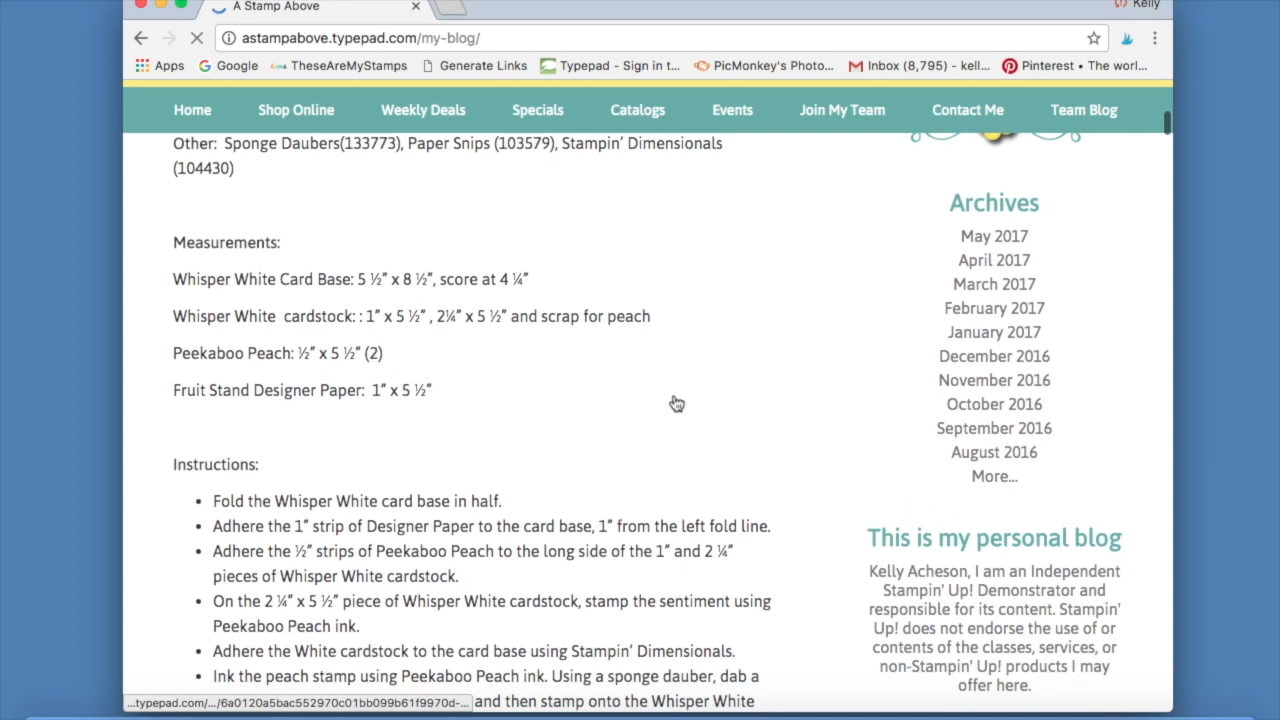 A Stamp Above
Kelly
astampabove.typepad.com/my-blog/
Apps Google TheseAreMyStamps Generate Links Typepad - Sign in t... PicMonkey's Photo... Inbox (8,795) - kell... Pinterest • The worl...
Home Shop Online Weekly Deals Specials Catalogs Events Join My Team Contact Me Team Blog
Other: Sponge Daubers(133773), Paper Snips (103579), Stampin' Dimensionals
(104430)
Measurements:
Whisper White Card Base: 5 ½" x 8 ½", score at 4 ¼"
Whisper White cardstock: : 1" x 5 ½" , 2¼" x 5 ½" and scrap for peach
Peekaboo Peach: ½" x 5 ½" (2)
Fruit Stand Designer Paper: 1" x 5 ½"
Instructions:
• Fold the Whisper White card base in half.
• Adhere the 1" strip of Designer Paper to the card base, 1" from the left fold line.
• Adhere the ½" strips of Peekaboo Peach to the long side of the 1" and 2 ¼"
pieces of Whisper White cardstock.
• On the 2 ¼" x 5 ½" piece of Whisper White cardstock, stamp the sentiment using
Peekaboo Peach ink.
• Adhere the White cardstock to the card base using Stampin' Dimensionals.
• Ink the peach stamp using Peekaboo Peach ink. Using a sponge dauber, dab a
and then stamp onto the Whisper White
Archives
May 2017
April 2017
March 2017
February 2017
January 2017
December 2016
November 2016
October 2016
September 2016
August 2016
More...
This is my personal blog
Kelly Acheson, I am an Independent
Stampin' Up! Demonstrator and
responsible for its content. Stampin'
Up! does not endorse the use of or
contents of the classes, services, or
non-Stampin' Up! products I may
offer here.
...typepad.com/.../6a0120a5bac552970c01bb099b61f9970d-...